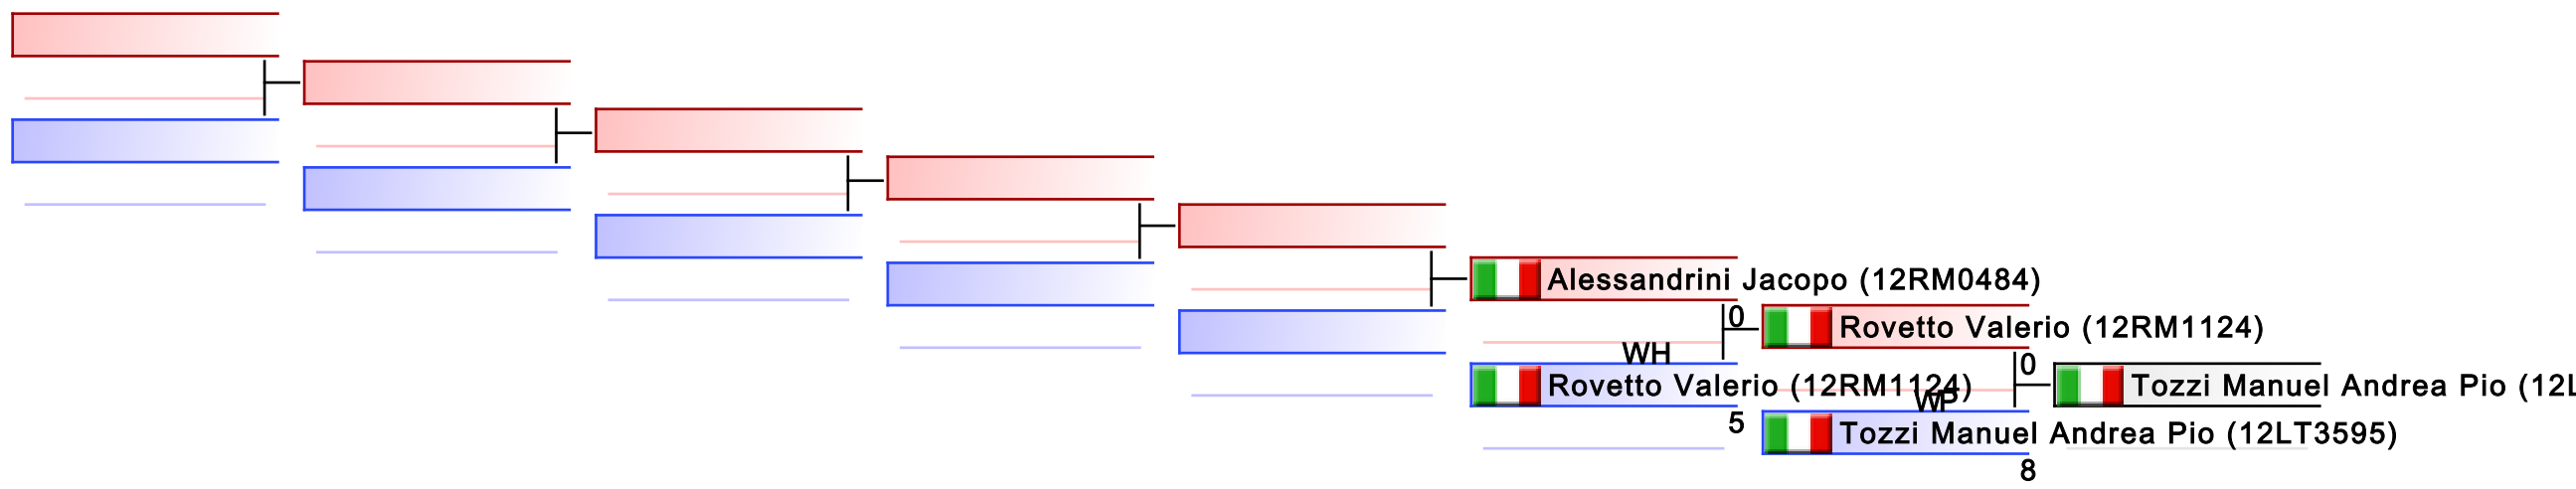 Alessandrini Jacopo (12RM0484)
0
Rovetto Valerio (12RM1124)
WH
0
Rovetto Valerio (12RM1124)
Tozzi Manuel Andrea Pio (12L
WP
5
Tozzi Manuel Andrea Pio (12LT3595)
8